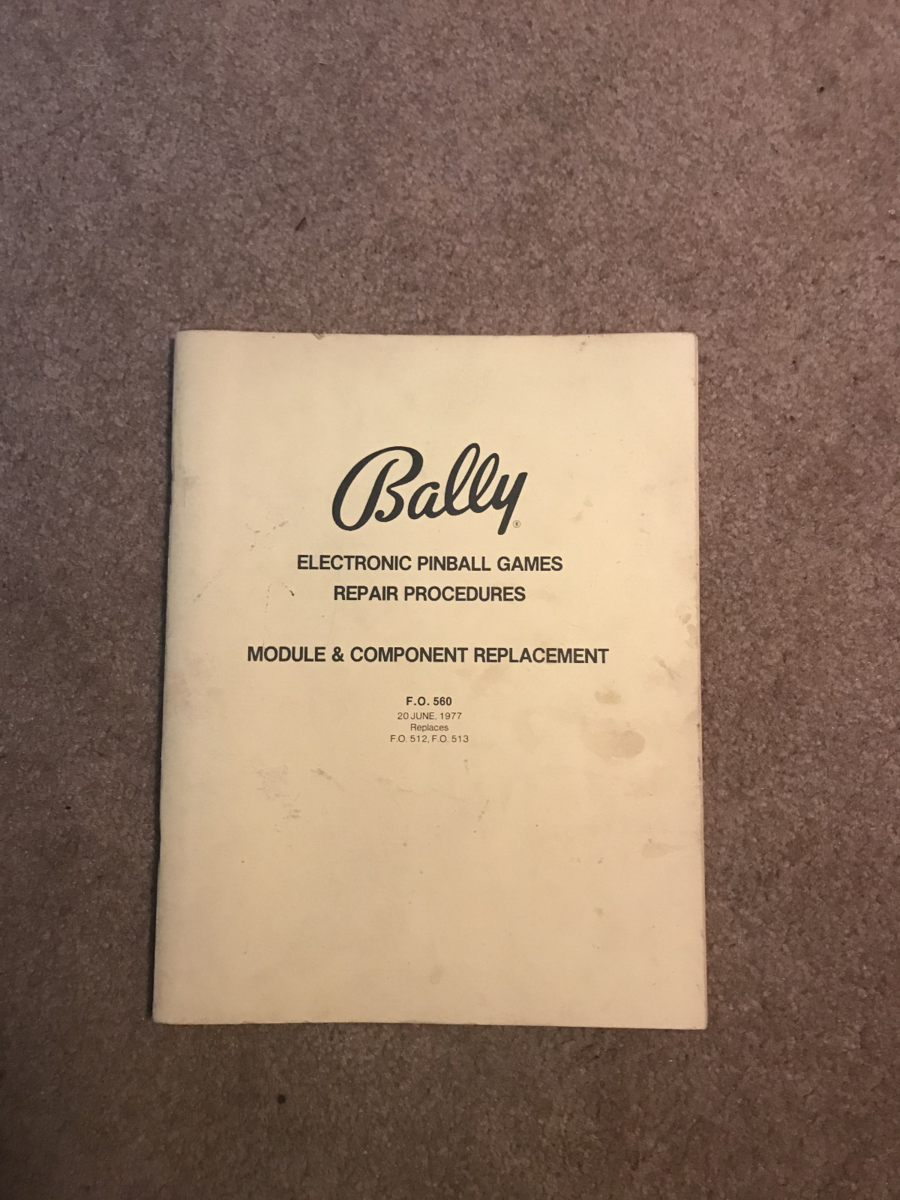 Bally®
ELECTRONIC PINBALL GAMES
REPAIR PROCEDURES
MODULE & COMPONENT REPLACEMENT
F.O. 560
20 JUNE, 1977
Replaces
F.O. 512, F.O. 513